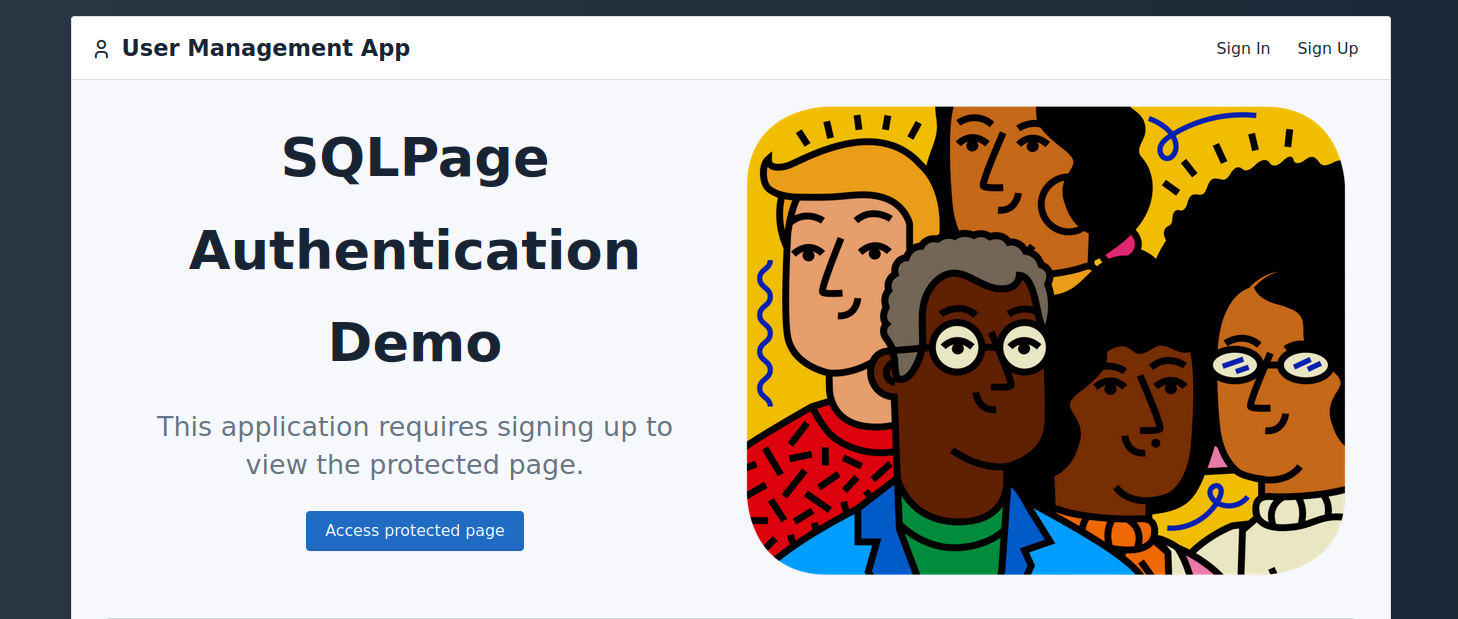 User Management App
Sign In
Sign Up
SQLPage
Authentication
Demo
This application requires signing up to
view the protected page.
Access protected page